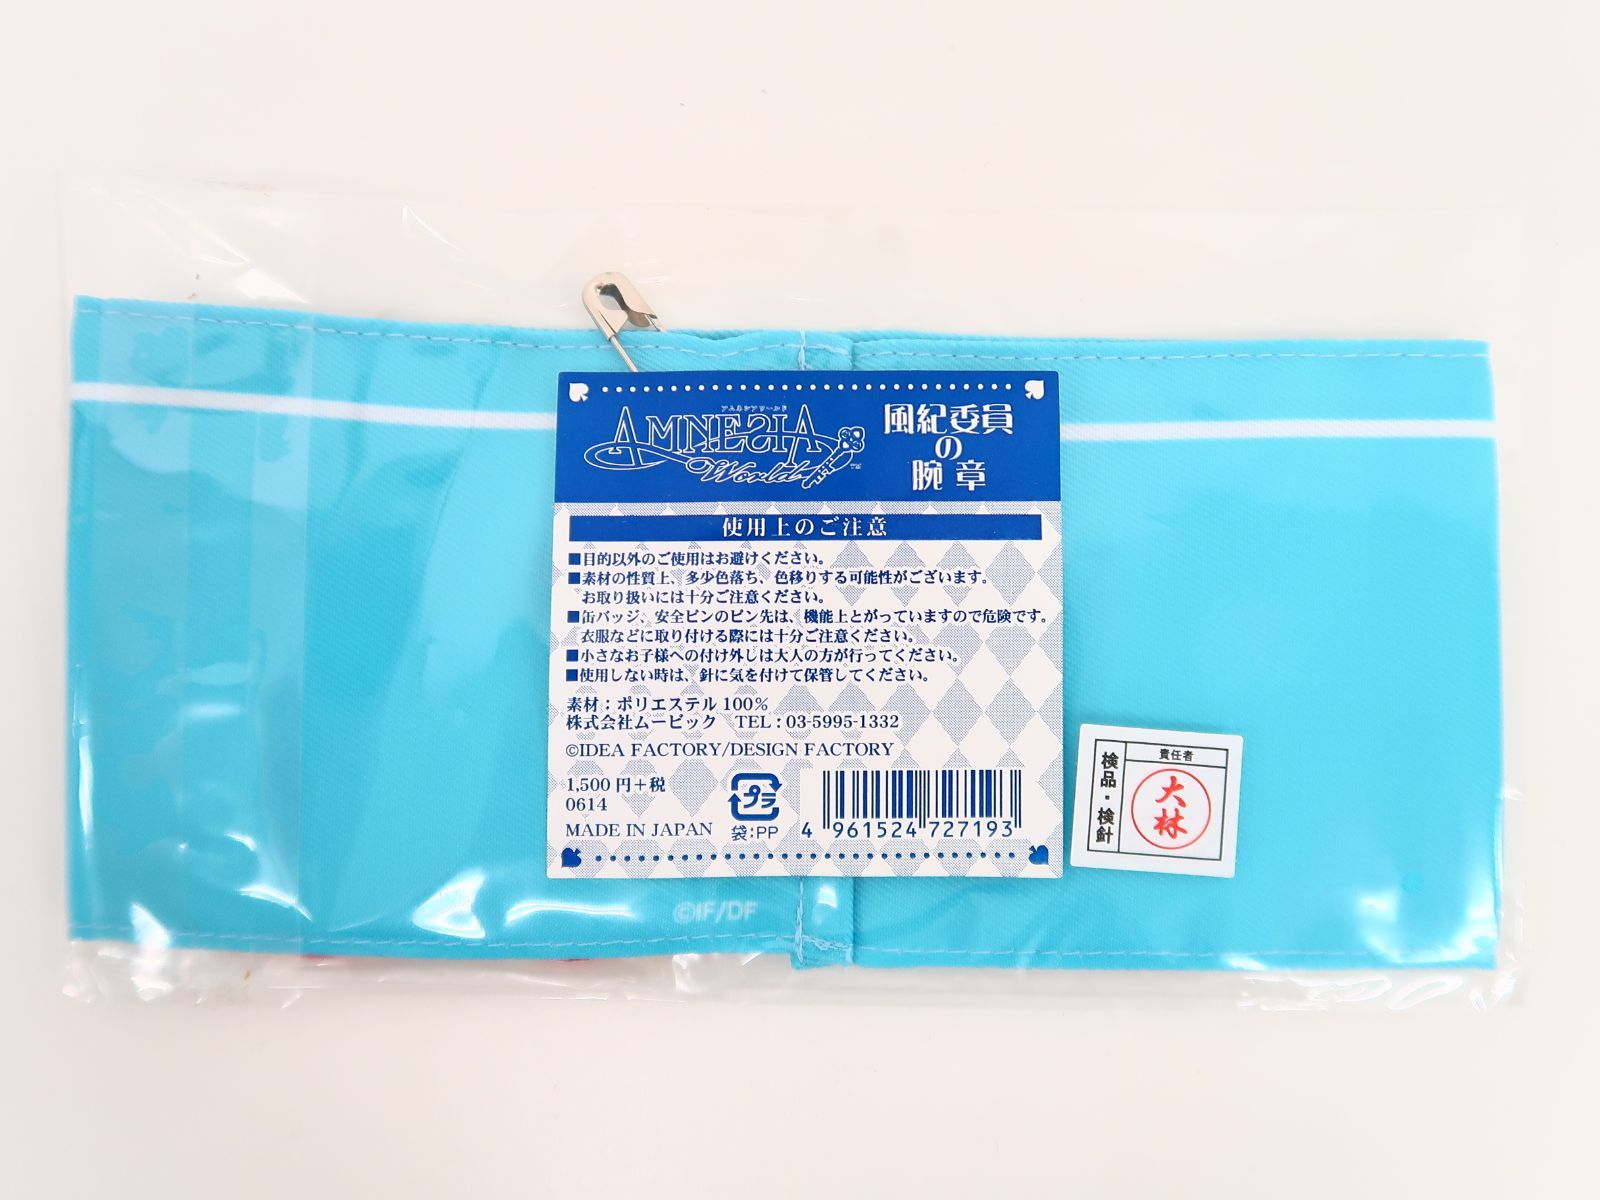 アムネシアワールド
AMNESIA
World
風紀委員
の
腕章
使用上のご注意
■目的以外のご使用はお避けください。
■素材の性質上、多少色落ち、色移りする可能性がございます。
お取り扱いには十分ご注意ください。
■缶バッジ、安全ピンのピン先は、機能上とがっていますので危険です。
衣服などに取り付ける際には十分ご注意ください。
■小さなお子様への付け外しは大人の方が行ってください。
■使用しない時は、針に気を付けて保管してください。
素材：ポリエステル 100%
株式会社ムービック TEL : 03-5995-1332
©IDEA FACTORY/DESIGN FACTORY
1,500 円＋税
0614
MADE IN JAPAN
プラ
袋:PP
4 961524 727193
検品・検針
責任者
大林
©IF/DF